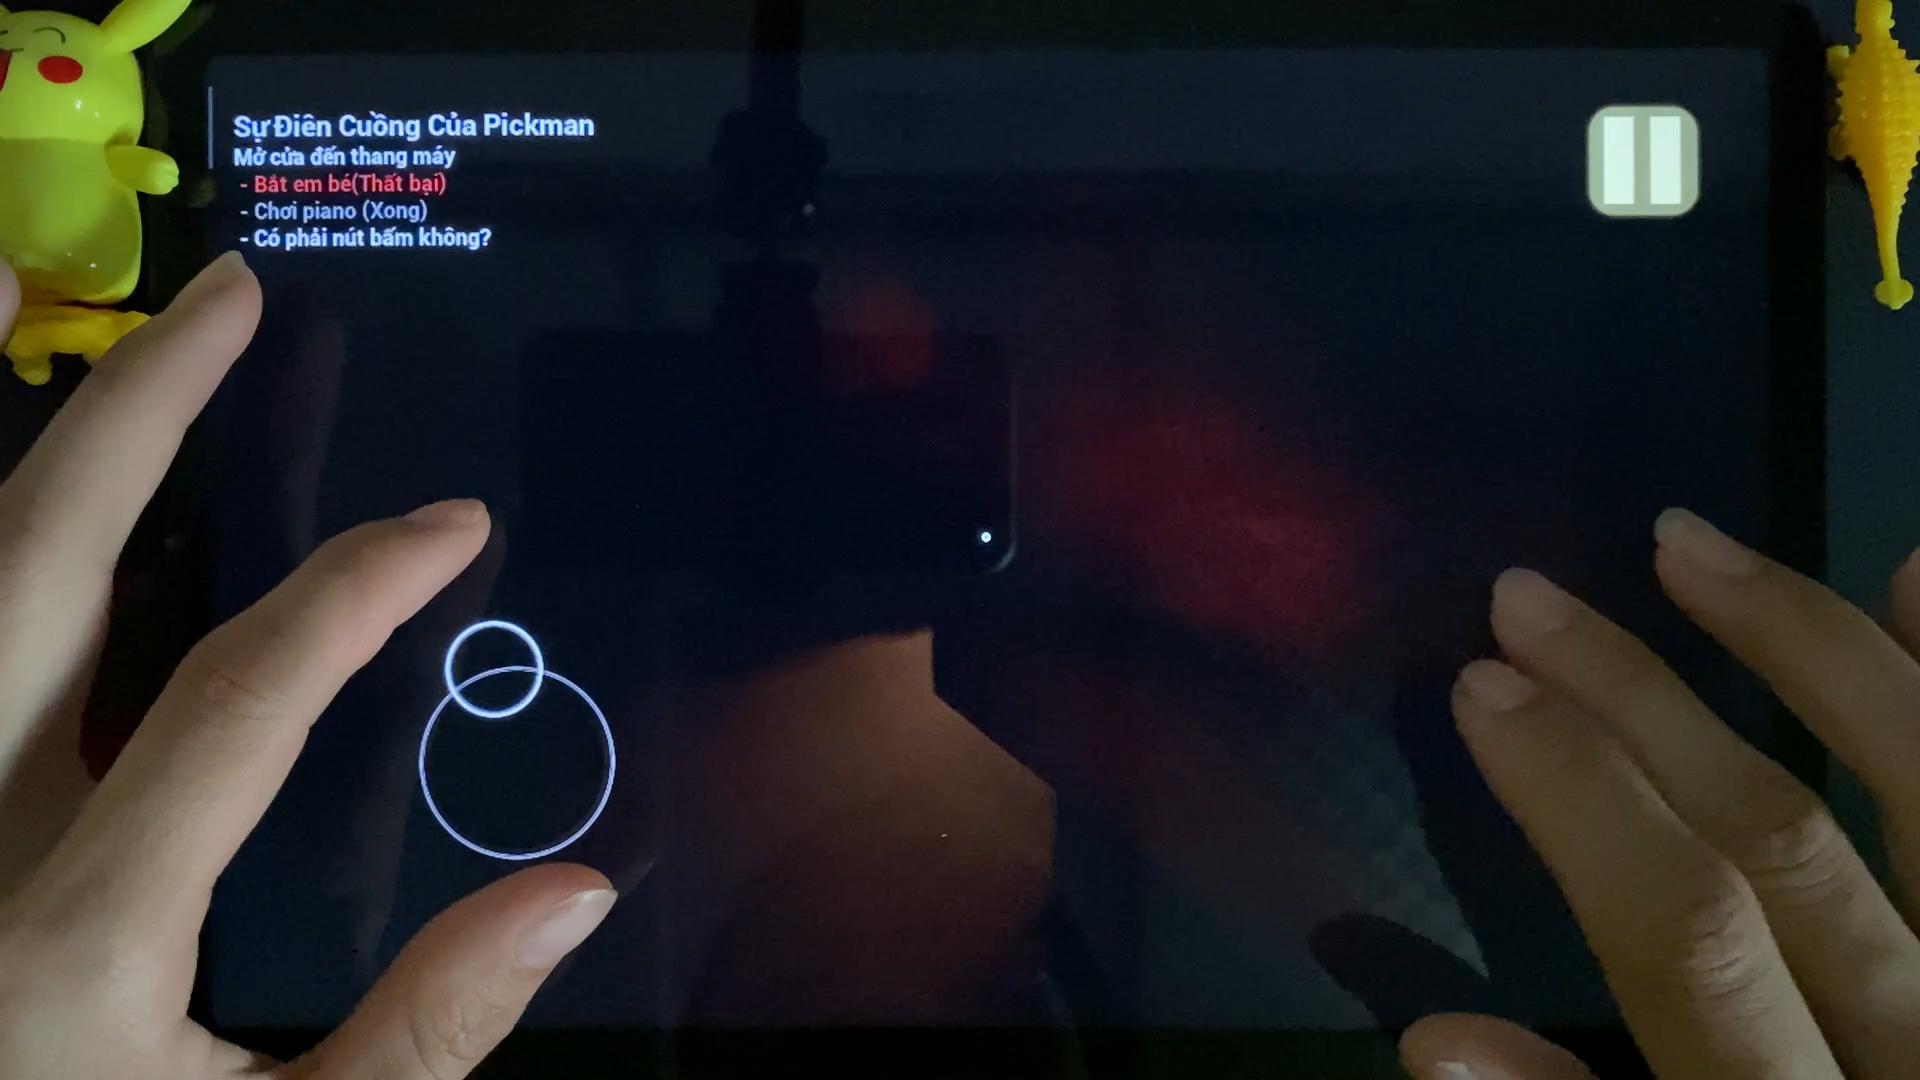 Sự Điên Cuồng Của Pickman
Mở cửa đến thang máy
- Bắt em bé(Thất bại)
- Chơi piano (Xong)
- Có phải nút bấm không?